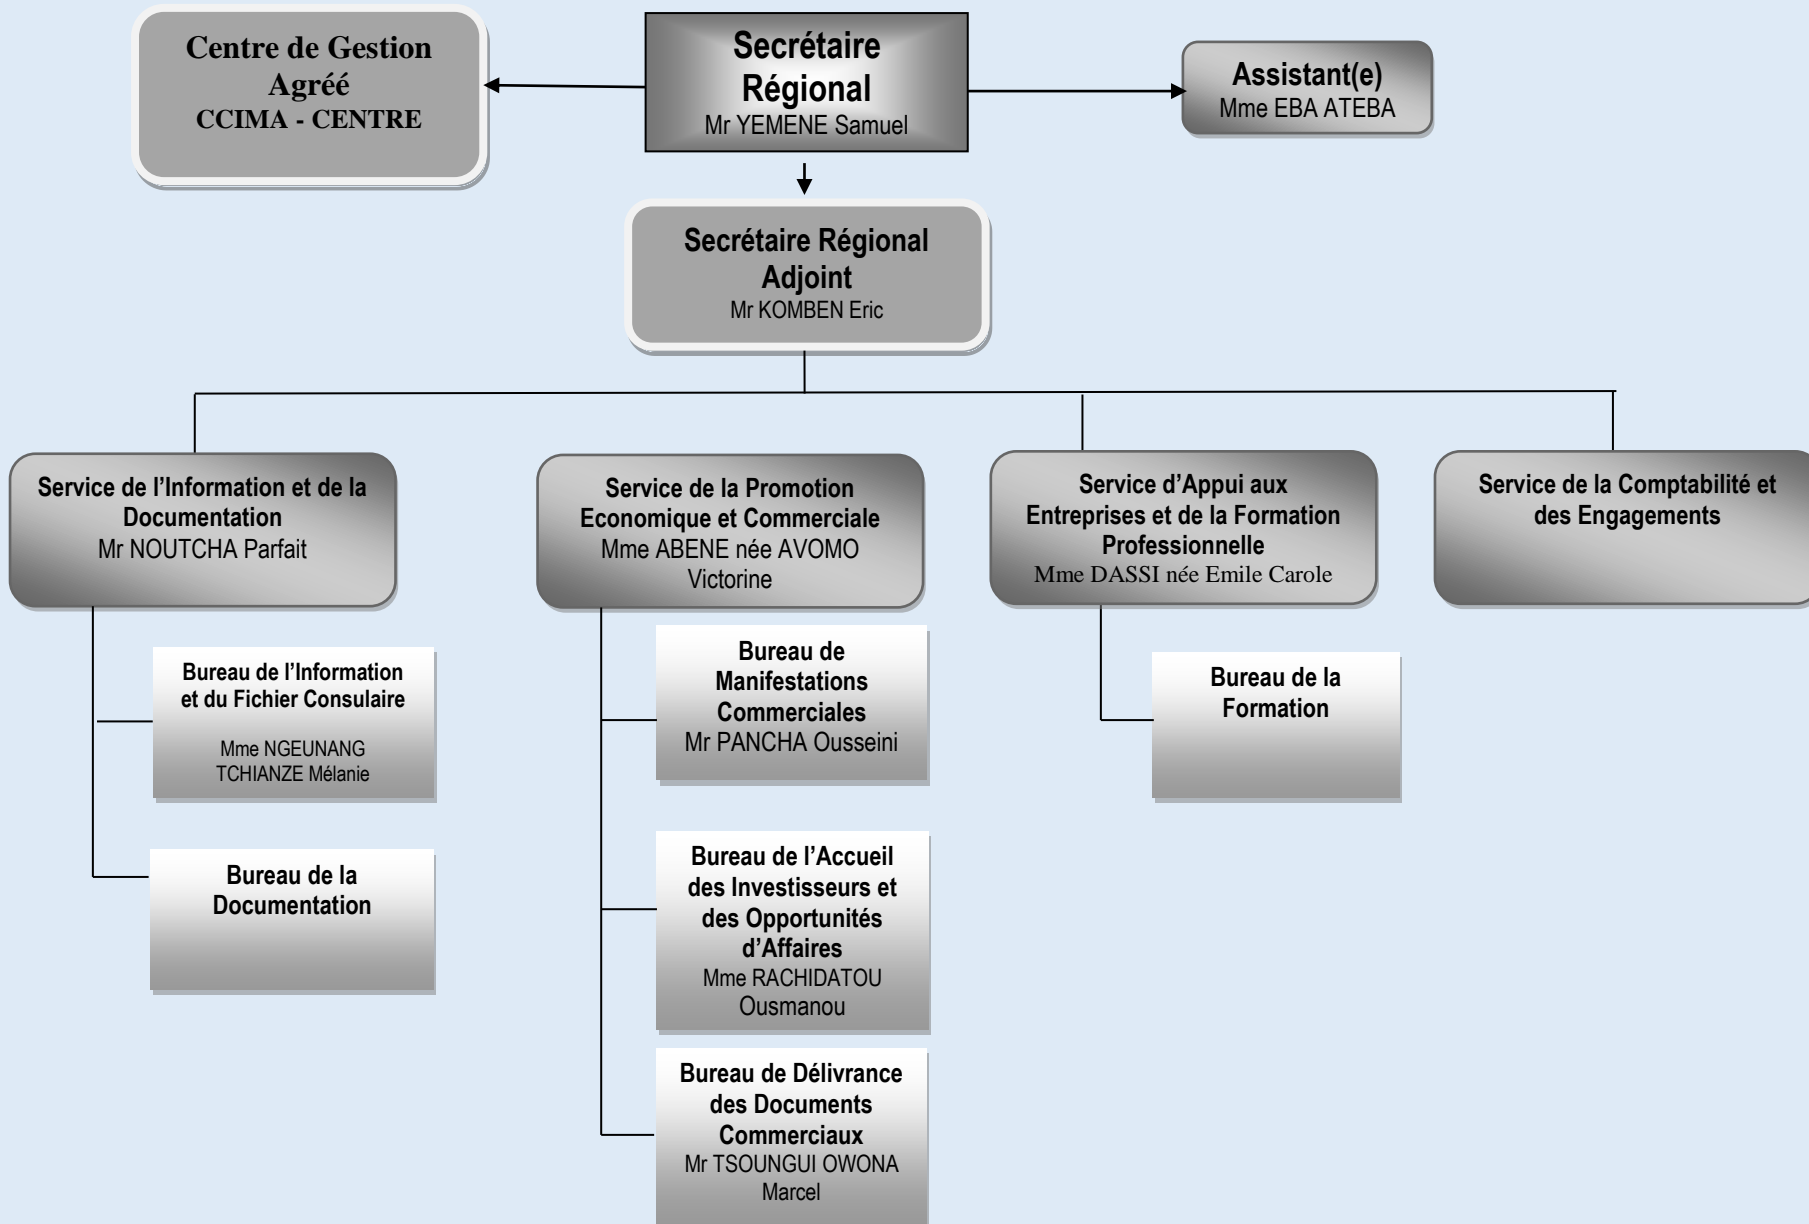 Centre de Gestion
Agréé
CCIMA - CENTRE
Secrétaire
Régional
Mr YEMENE Samuel
Assistant(e)
Mme EBA ATEBA
Secrétaire Régional
Adjoint
Mr KOMBEN Eric
Service de l’Information et de la
Documentation
Mr NOUTCHA Parfait
Service de la Promotion
Economique et Commerciale
Mme ABENE née AVOMO
Victorine
Service d’Appui aux
Entreprises et de la Formation
Professionnelle
Mme DASSI née Emile Carole
Service de la Comptabilité et
des Engagements
Bureau de l’Information
et du Fichier Consulaire
Mme NGEUNANG
TCHIANZE Mélanie
Bureau de la
Documentation
Bureau de
Manifestations
Commerciales
Mr PANCHA Ousseini
Bureau de l’Accueil
des Investisseurs et
des Opportunités
d’Affaires
Mme RACHIDATOU
Ousmanou
Bureau de Délivrance
des Documents
Commerciaux
Mr TSOUNGUI OWONA
Marcel
Bureau de la
Formation